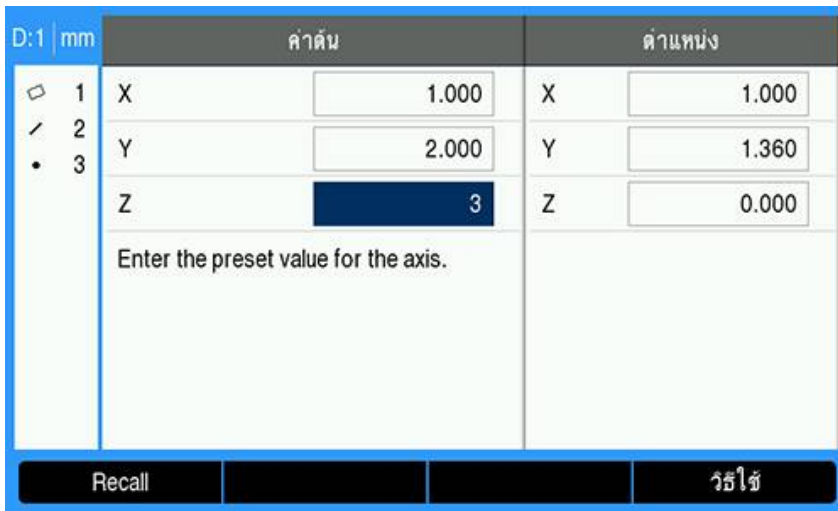 D:1 mm ค่าต้น ตำแหน่ง
1 X 1.000 X 1.000
2
3
Y 2.000 Y 1.360
Z 3 Z 0.000
Enter the preset value for the axis.
Recall วิธีใช้